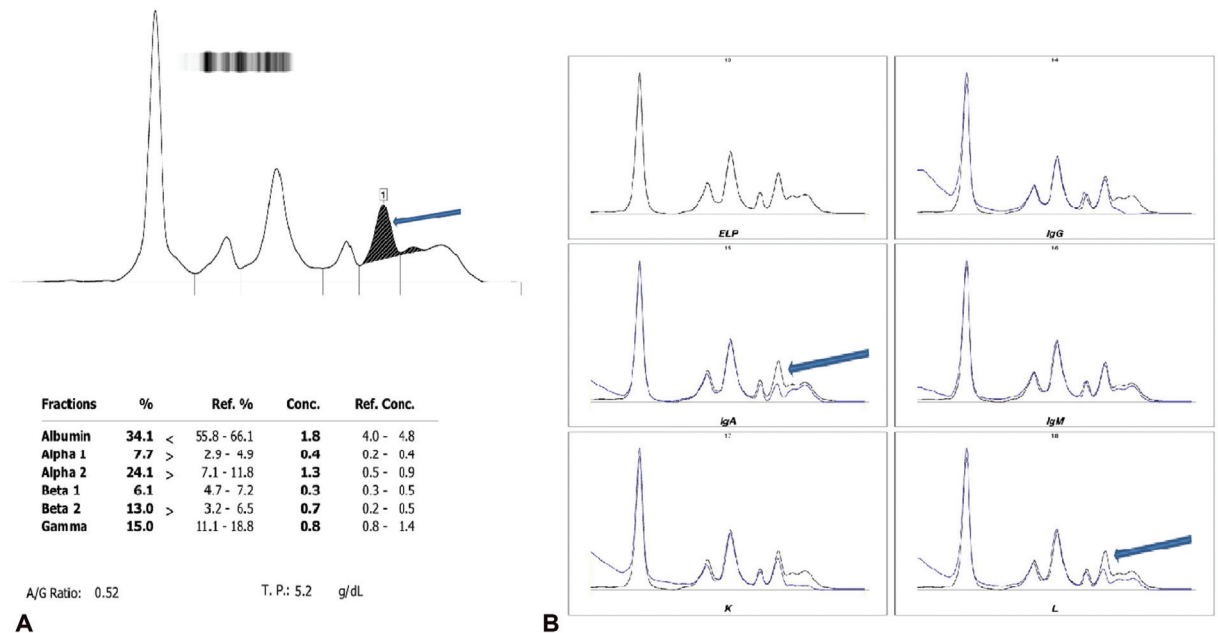 1
Fractions % Ref. % Conc. Ref. Conc.
Albumin 34.1 < 55.8 - 66.1 1.8 4.0 - 4.8
Alpha 1 7.7 > 2.9 - 4.9 0.4 0.2 - 0.4
Alpha 2 24.1 > 7.1 - 11.8 1.3 0.5 - 0.9
Beta 1 6.1 4.7 - 7.2 0.3 0.3 - 0.5
Beta 2 13.0 > 3.2 - 6.5 0.7 0.2 - 0.5
Gamma 15.0 11.1 - 18.8 0.8 0.8 - 1.4
A/G Ratio: 0.52 T. P.: 5.2 g/dL
A
14
ELP
IgG
15
16
IgA
IgM
17
18
K
L
B